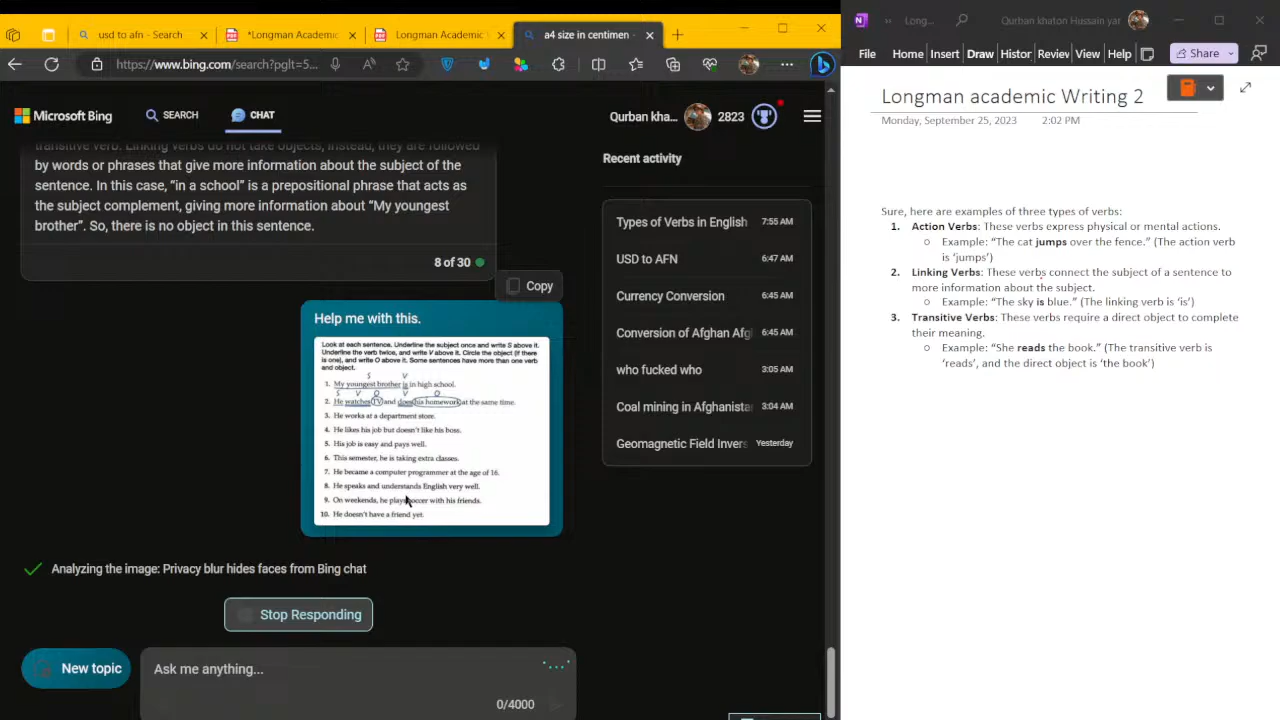 usd to afn - Search
*Longman Academic
Longman Academic
a4 size in centimen
https://www.bing.com/search?pglt=5...
Microsoft Bing
SEARCH
CHAT
Qurban kha...
2823
transitive verb. Linking verbs do not take objects, instead, they are followed
by words or phrases that give more information about the subject of the
sentence. In this case, “in a school” is a prepositional phrase that acts as
the subject complement, giving more information about “My youngest
brother”. So, there is no object in this sentence.
8 of 30
Copy
Help me with this.
Look at each sentence. Underline the subject once and write S above it.
Underline the verb twice, and write V above it. Circle the object (if there
is one), and write O above it. Some sentences have more than one verb
and object.
S V
1. My youngest brother is in high school.
S V O V O
2. He watches TV and does his homework at the same time.
3. He works at a department store.
4. He likes his job but doesn't like his boss.
5. His job is easy and pays well.
6. This semester, he is taking extra classes.
7. He became a computer programmer at the age of 16.
8. He speaks and understands English very well.
9. On weekends, he plays soccer with his friends.
10. He doesn't have a friend yet.
Analyzing the image: Privacy blur hides faces from Bing chat
Stop Responding
New topic
Ask me anything...
0/4000
Recent activity
Types of Verbs in English 7:55 AM
USD to AFN 6:47 AM
Currency Conversion 6:45 AM
Conversion of Afghan Afg 6:45 AM
who fucked who 3:05 AM
Coal mining in Afghanista 3:04 AM
Geomagnetic Field Invers Yesterday
Long...
Qurban khaton Hussain yar
File Home Insert Draw Histor Review View Help Share
Longman academic Writing 2
Monday, September 25, 2023 2:02 PM
Sure, here are examples of three types of verbs:
1. Action Verbs: These verbs express physical or mental actions.
○ Example: “The cat jumps over the fence.” (The action verb
is ‘jumps’)
2. Linking Verbs: These verbs connect the subject of a sentence to
more information about the subject.
○ Example: “The sky is blue.” (The linking verb is ‘is’)
3. Transitive Verbs: These verbs require a direct object to complete
their meaning.
○ Example: “She reads the book.” (The transitive verb is
‘reads’, and the direct object is ‘the book’)